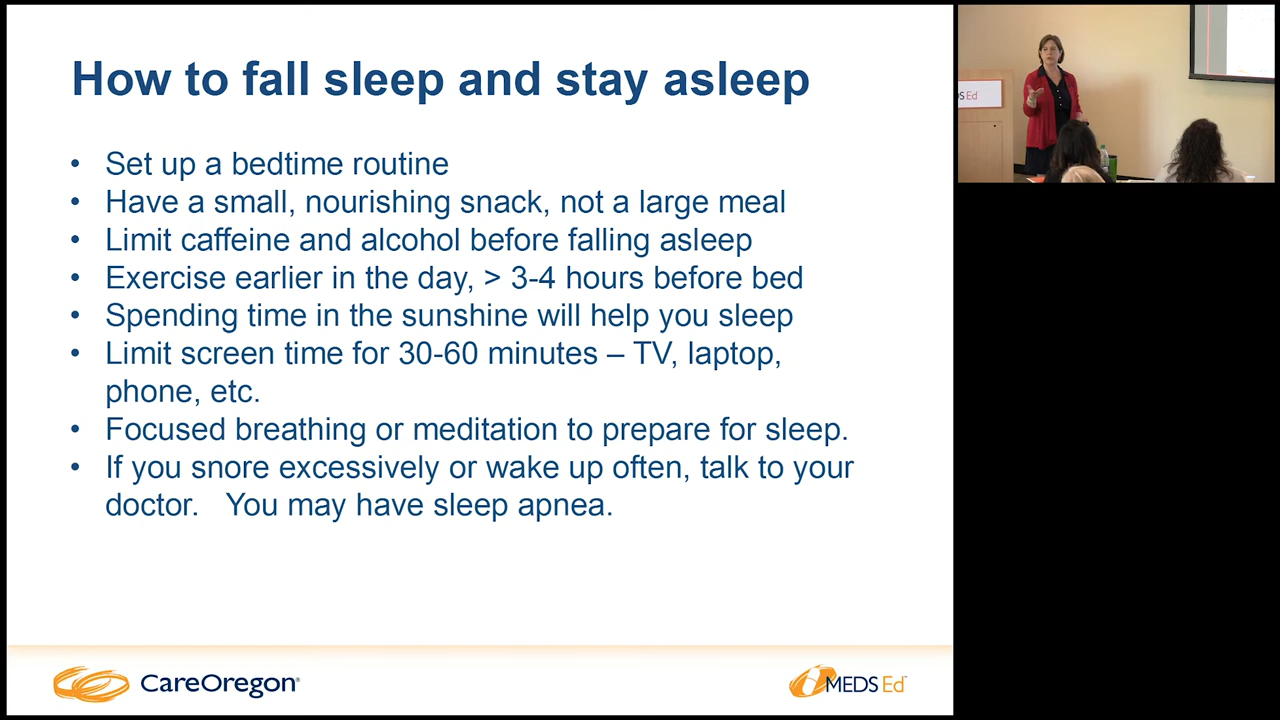 How to fall sleep and stay asleep
• Set up a bedtime routine
• Have a small, nourishing snack, not a large meal
• Limit caffeine and alcohol before falling asleep
• Exercise earlier in the day, > 3-4 hours before bed
• Spending time in the sunshine will help you sleep
• Limit screen time for 30-60 minutes – TV, laptop,
phone, etc.
• Focused breathing or meditation to prepare for sleep.
• If you snore excessively or wake up often, talk to your
doctor.   You may have sleep apnea.
CareOregon®
MEDS Ed™
DS Ed